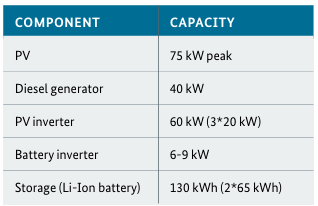 COMPONENT CAPACITY
PV 75 kW peak
Diesel generator 40 kW
PV inverter 60 kW (3*20 kW)
Battery inverter 6-9 kW
Storage (Li-Ion battery) 130 kWh (2*65 kWh)